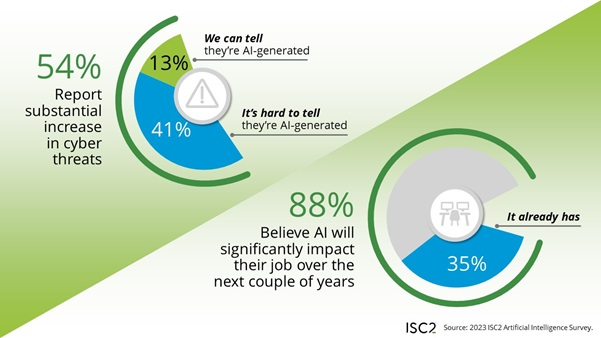 54%
Report
substantial
increase
in cyber
threats
13%
41%
We can tell
they're AI-generated
It's hard to tell
they're AI-generated
88%
Believe AI will
significantly impact
their job over the
next couple of years
35%
It already has
ISC2 Source: 2023 ISC2 Artificial Intelligence Survey.